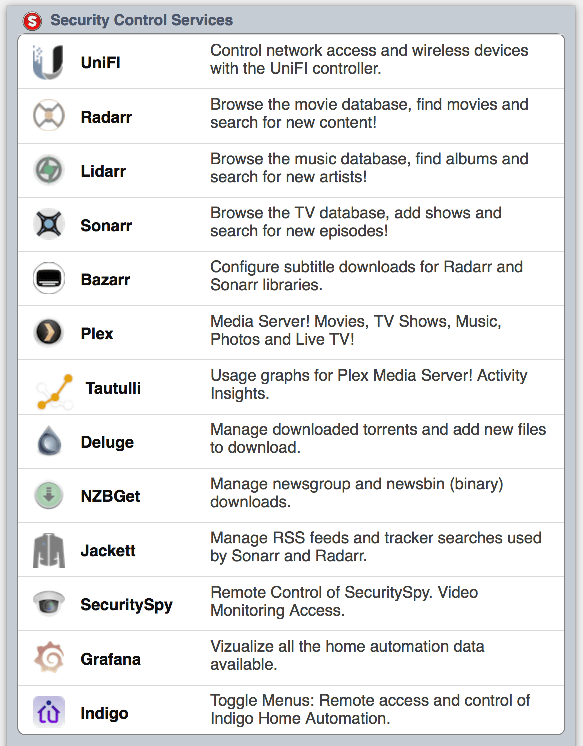 S Security Control Services
UniFI
Control network access and wireless devices
with the UniFI controller.
Radarr
Browse the movie database, find movies and
search for new content!
Lidarr
Browse the music database, find albums and
search for new artists!
Sonarr
Browse the TV database, add shows and
search for new episodes!
Bazarr
Configure subtitle downloads for Radarr and
Sonarr libraries.
Plex
Media Server! Movies, TV Shows, Music,
Photos and Live TV!
Tautulli
Usage graphs for Plex Media Server! Activity
Insights.
Deluge
Manage downloaded torrents and add new files
to download.
NZBGet
Manage newsgroup and newsbin (binary)
downloads.
Jackett
Manage RSS feeds and tracker searches used
by Sonarr and Radarr.
SecuritySpy
Remote Control of SecuritySpy. Video
Monitoring Access.
Grafana
Vizualize all the home automation data
available.
Indigo
Toggle Menus: Remote access and control of
Indigo Home Automation.